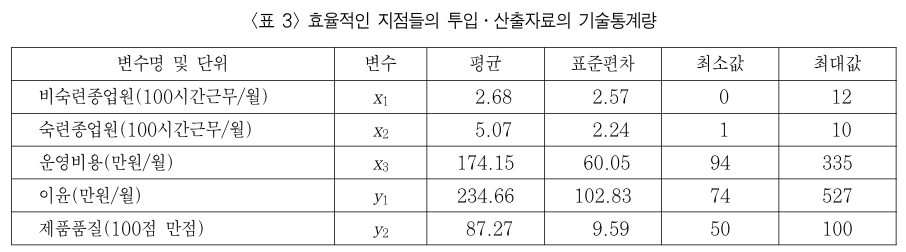 〈표 3〉 효율적인 지점들의 투입·산출자료의 기술통계량
변수명 및 단위 변수 평균 표준편차 최소값 최대값
비숙련종업원(100시간근무/월) x1 2.68 2.57 0 12
숙련종업원(100시간근무/월) x2 5.07 2.24 1 10
운영비용(만원/월) x3 174.15 60.05 94 335
이윤(만원/월) y1 234.66 102.83 74 527
제품품질(100점 만점) y2 87.27 9.59 50 100